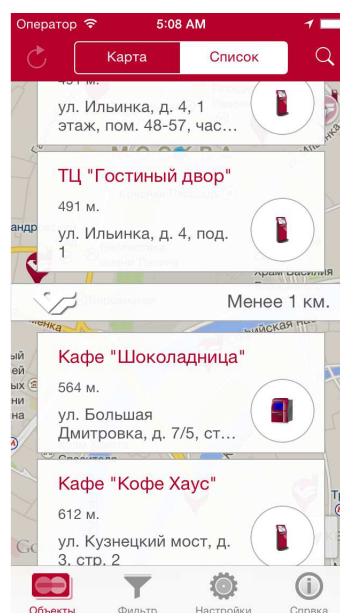 Оператор 5:08 AM
Карта Список
491 м.
ул. Ильинка, д. 4, 1
этаж, пом. 48-57, час...
МОСКВА
ТЦ "Гостиный двор"
491 м.
ул. Ильинка, д. 4, под.
1
Менее 1 км.
Кафе "Шоколадница"
564 м.
ул. Большая
Дмитровка, д. 7/5, ст...
Кафе "Кофе Хаус"
612 м.
ул. Кузнецкий мост, д.
3, стр. 2
Объекты Фильтр Настройки Справка